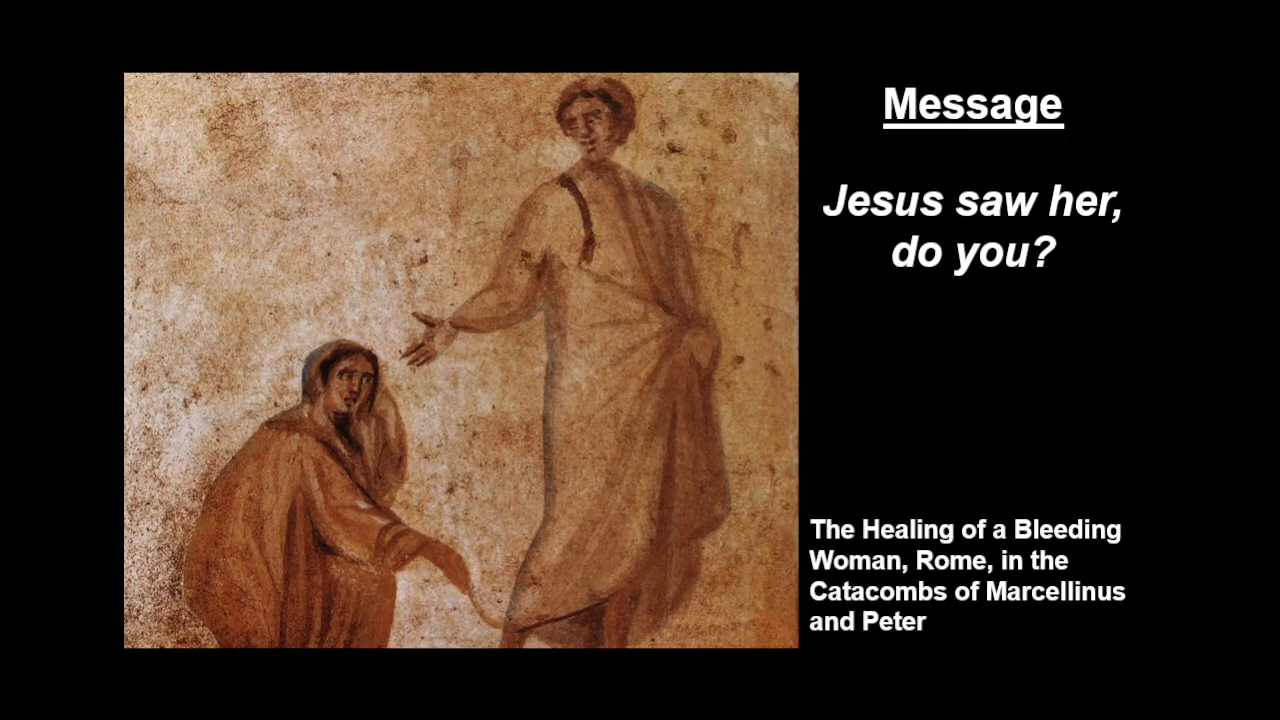 Message
Jesus saw her,
do you?
The Healing of a Bleeding
Woman, Rome, in the
Catacombs of Marcellinus
and Peter